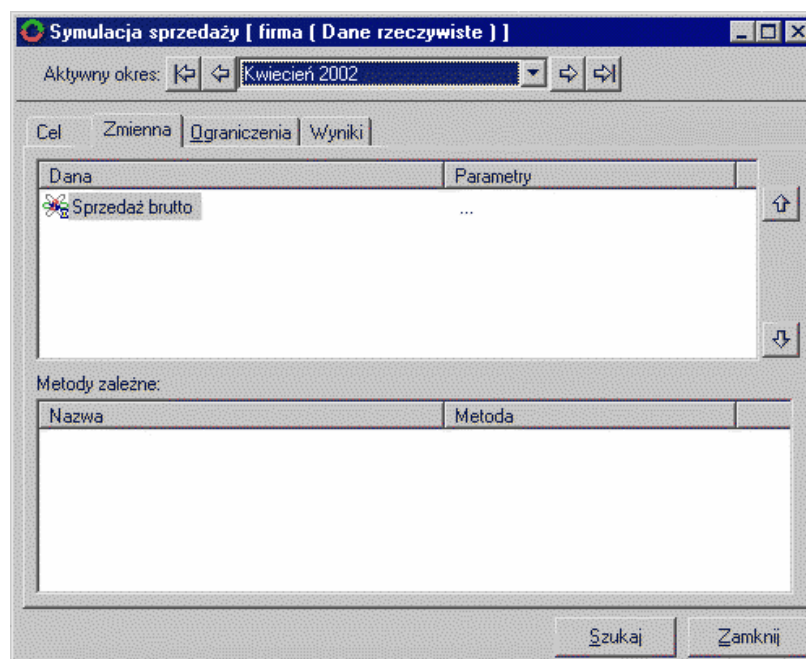 Symulacja sprzedaży [ firma ( Dane rzeczywiste ) ]
Aktywny okres: Kwiecień 2002
Cel Zmienna Ograniczenia Wyniki
Dana Parametry
Sprzedaż brutto ...
Metody zależne:
Nazwa Metoda
Szukaj Zamknij